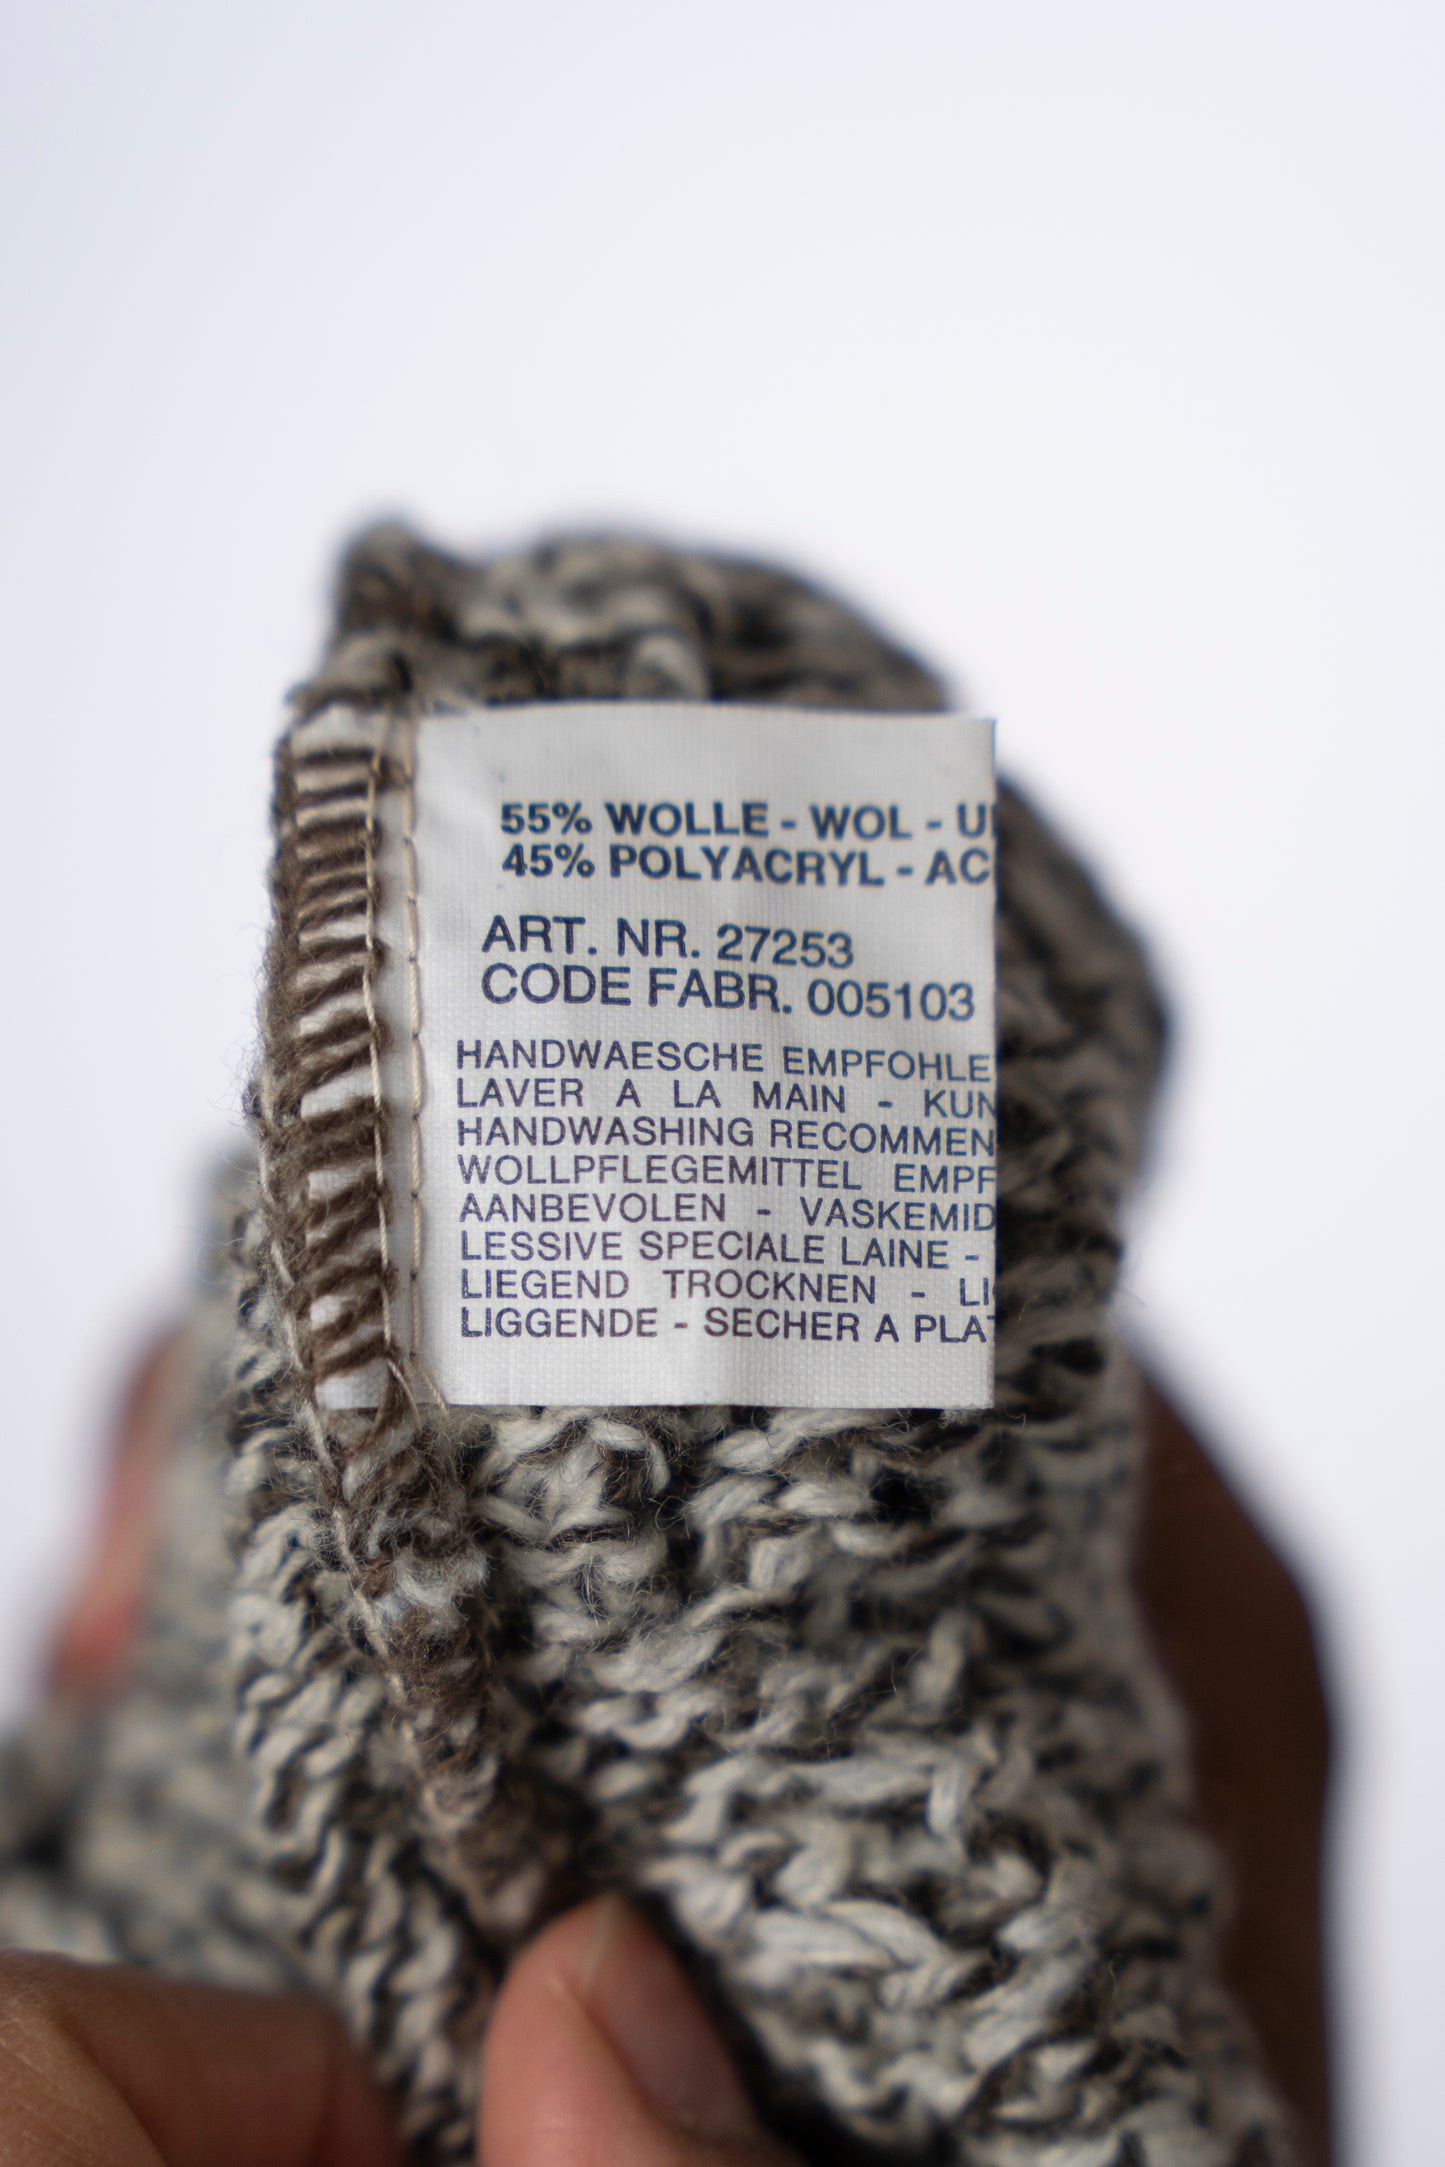 55% WOLLE - WOL - U
45% POLYACRYL - AC
ART. NR. 27253
CODE FABR. 005103
HANDWAESCHE EMPFOHLE
LAVER A LA MAIN - KUN
HANDWASHING RECOMMEN
WOLLPFLEGEMITTEL EMPF
AANBEVOLEN - VASKEMID
LESSIVE SPECIALE LAINE -
LIEGEND TROCKNEN - LI
LIGGENDE - SECHER A PLAT